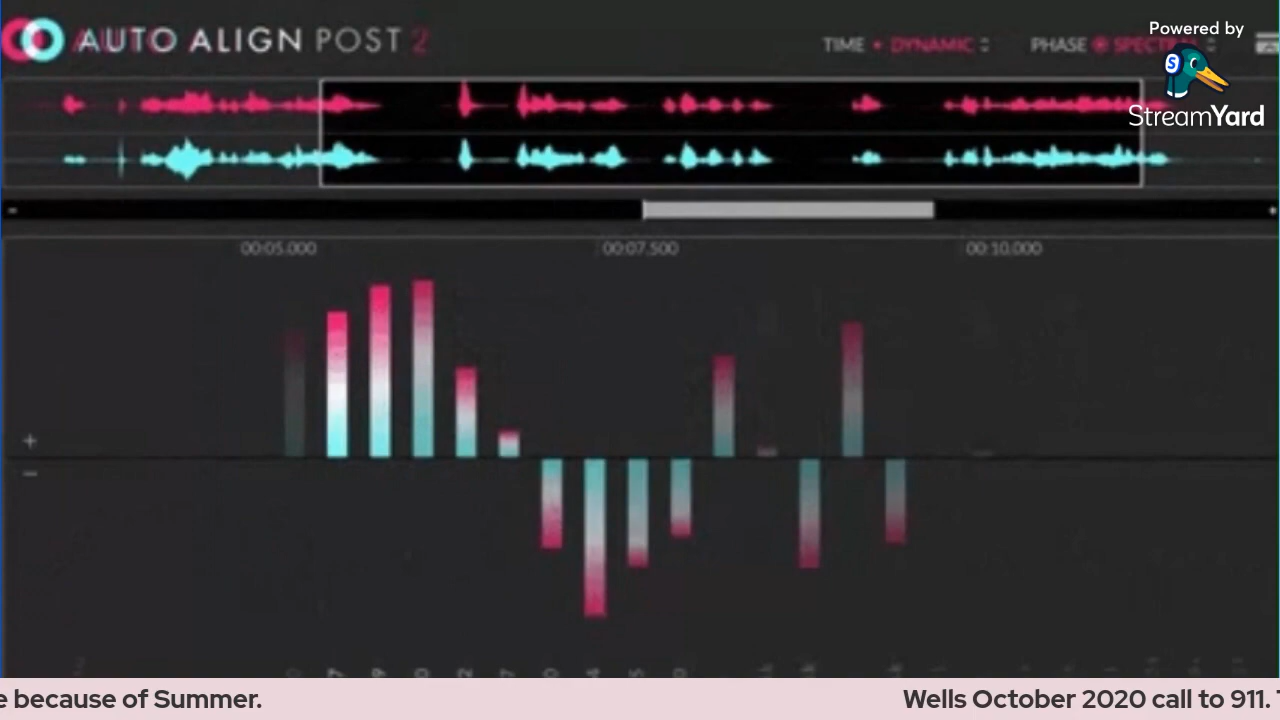 Powered by
AUTO ALIGN POST 2
TIME • DYNAMIC
PHASE
StreamYard
00:05.000
00:07.500
00:10.000
+
−
e because of Summer.
Wells October 2020 call to 911.